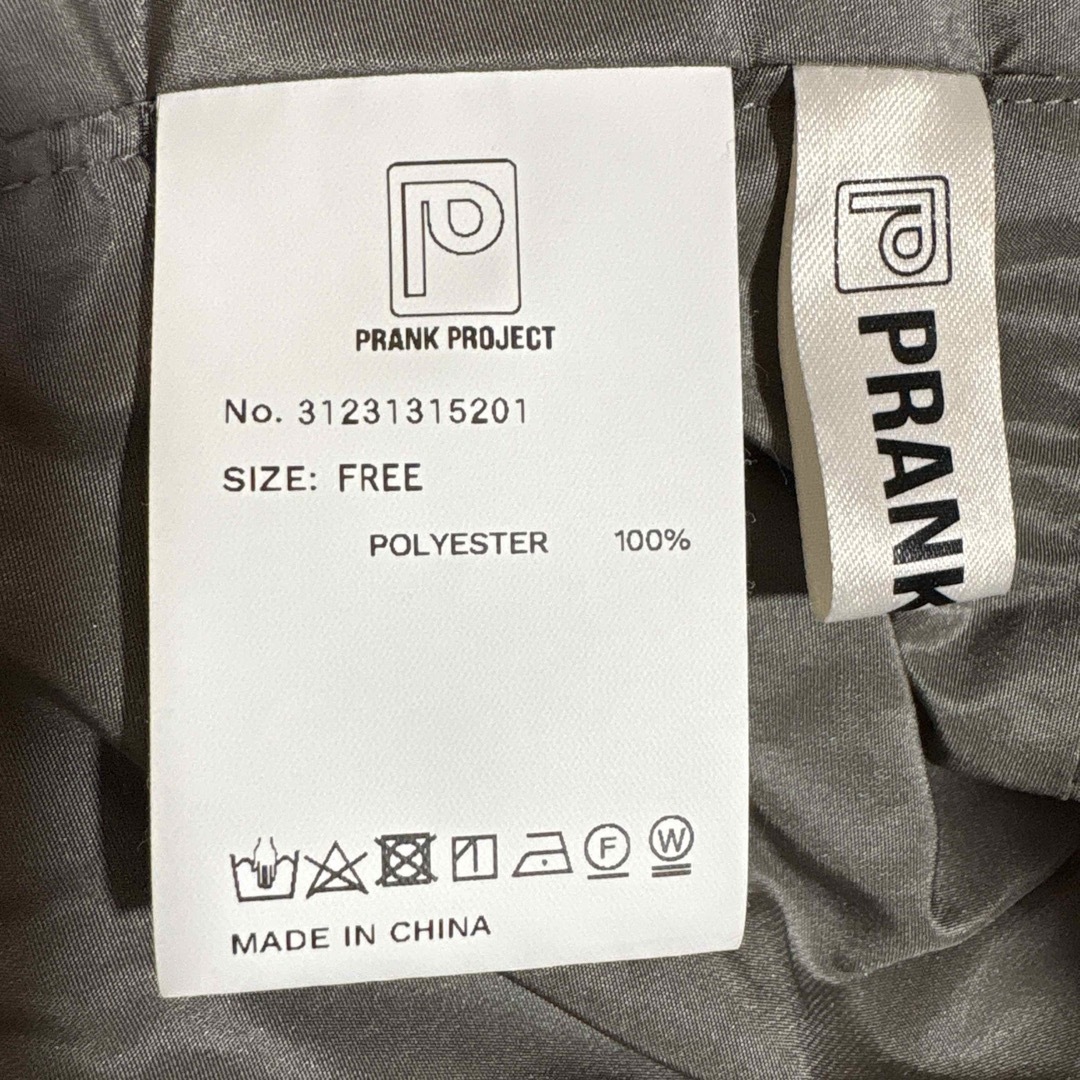 P
PRANK PROJECT
No. 31231315201
SIZE: FREE
POLYESTER 100%
F W
MADE IN CHINA
P PRANK